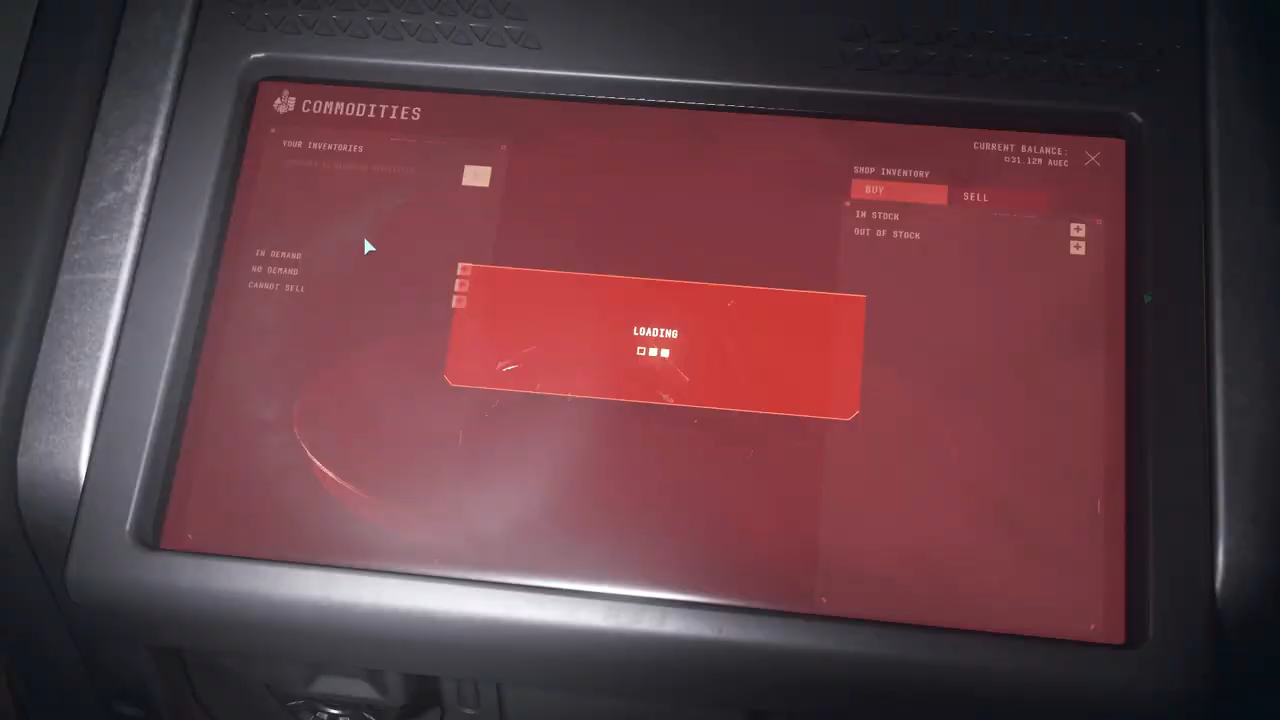 COMMODITIES
YOUR INVENTORIES
IN DEMAND
NO DEMAND
CANNOT SELL
LOADING
CURRENT BALANCE:
¤31.12M AUEC
SHOP INVENTORY
BUY
SELL
IN STOCK
OUT OF STOCK